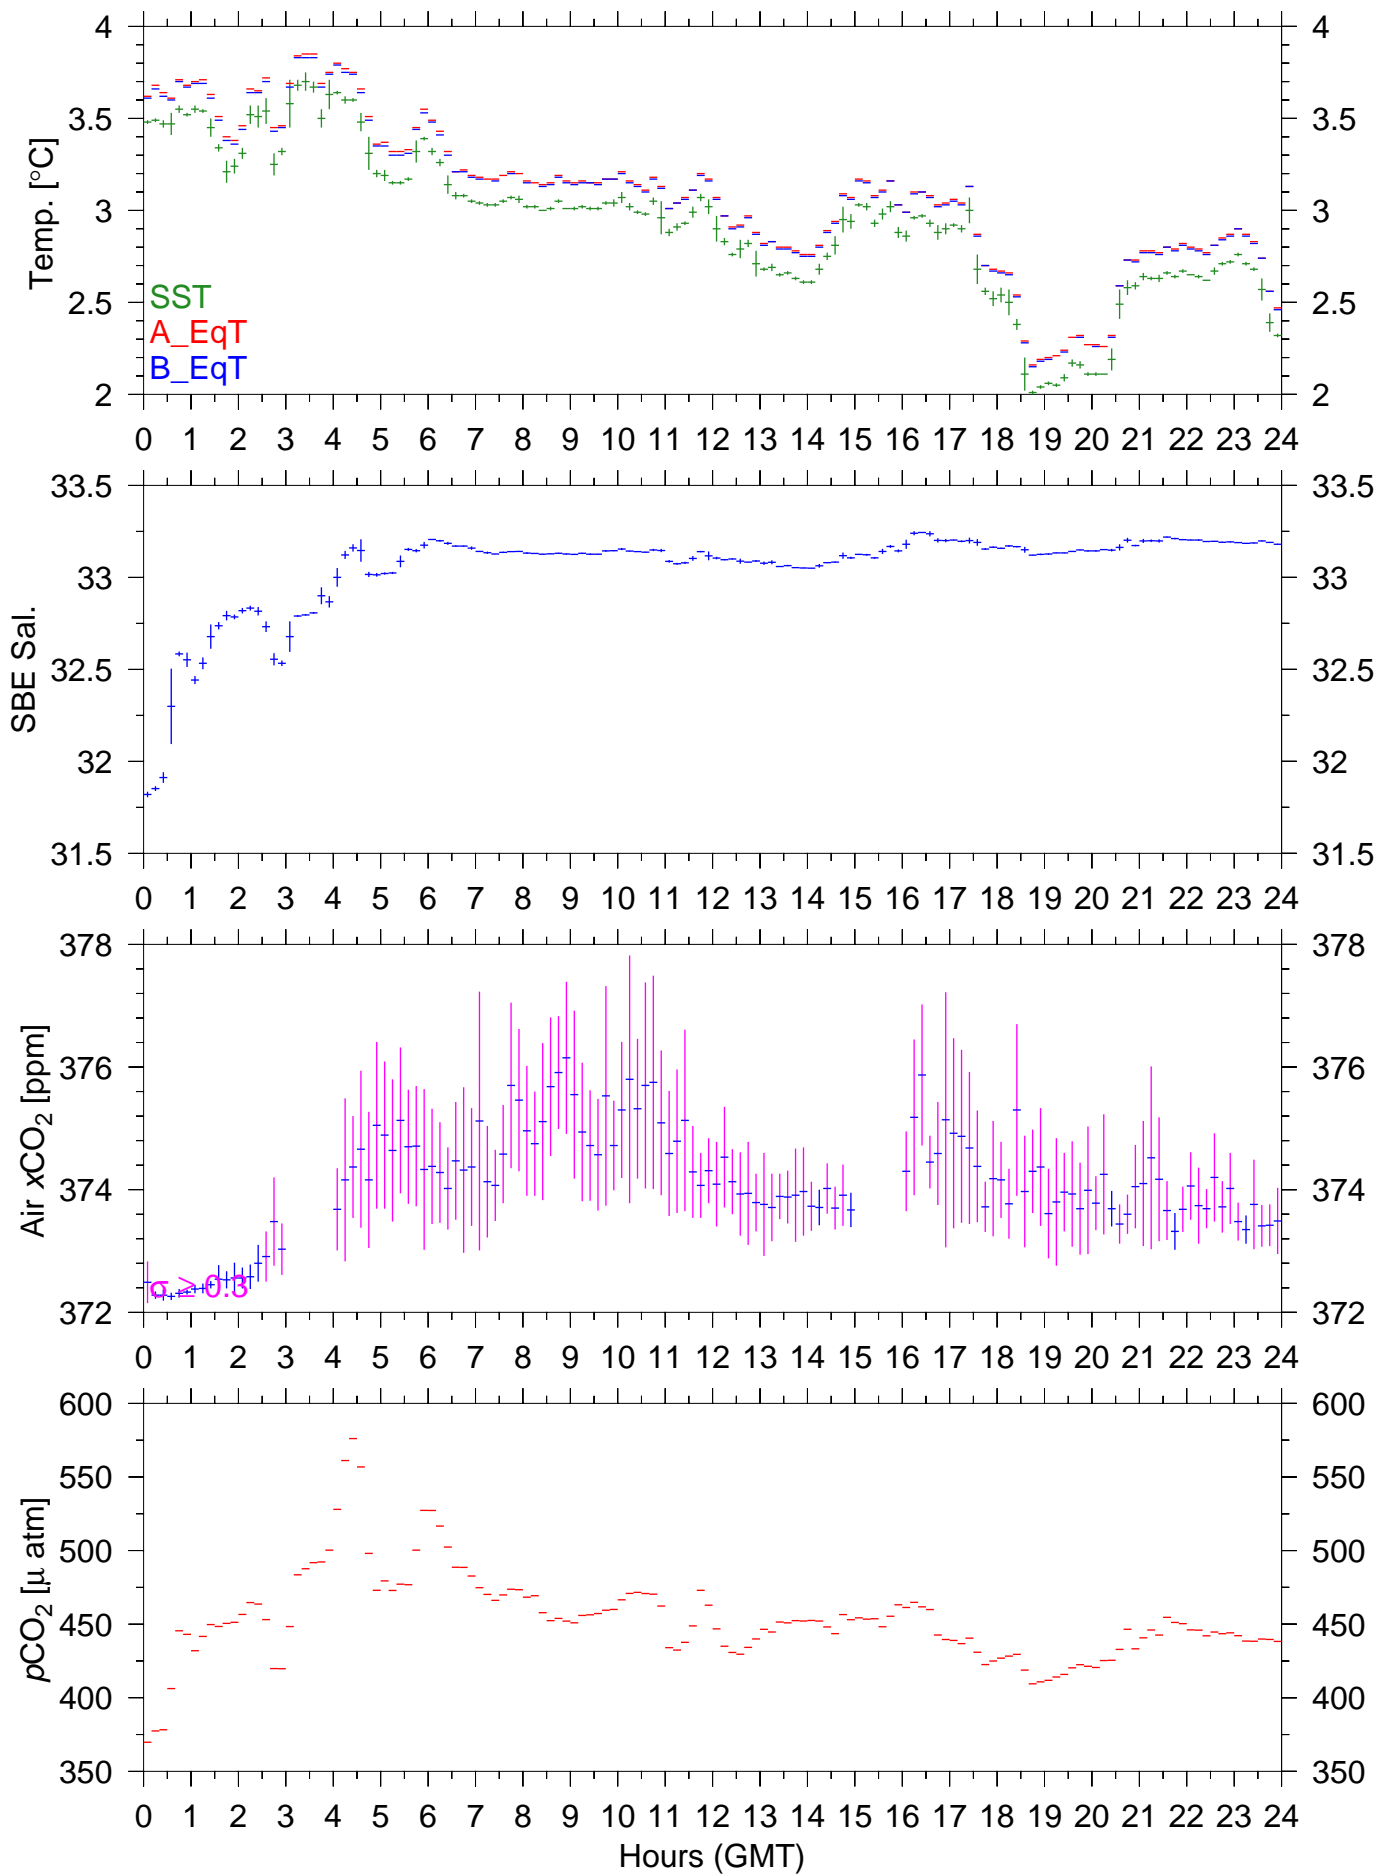 4 4
3.5 3.5
3 3
2.5 2.5
2 2
Temp. [°C]
SST
A_EqT
B_EqT
0 1 2 3 4 5 6 7 8 9 10 11 12 13 14 15 16 17 18 19 20 21 22 23 24
33.5 33.5
33 33
32.5 32.5
32 32
31.5 31.5
SBE Sal.
0 1 2 3 4 5 6 7 8 9 10 11 12 13 14 15 16 17 18 19 20 21 22 23 24
378 378
376 376
374 374
372 372
Air xCO₂ [ppm]
σ ≥ 0.3
0 1 2 3 4 5 6 7 8 9 10 11 12 13 14 15 16 17 18 19 20 21 22 23 24
600 600
550 550
500 500
450 450
400 400
350 350
pCO₂ [μ atm]
0 1 2 3 4 5 6 7 8 9 10 11 12 13 14 15 16 17 18 19 20 21 22 23 24
Hours (GMT)